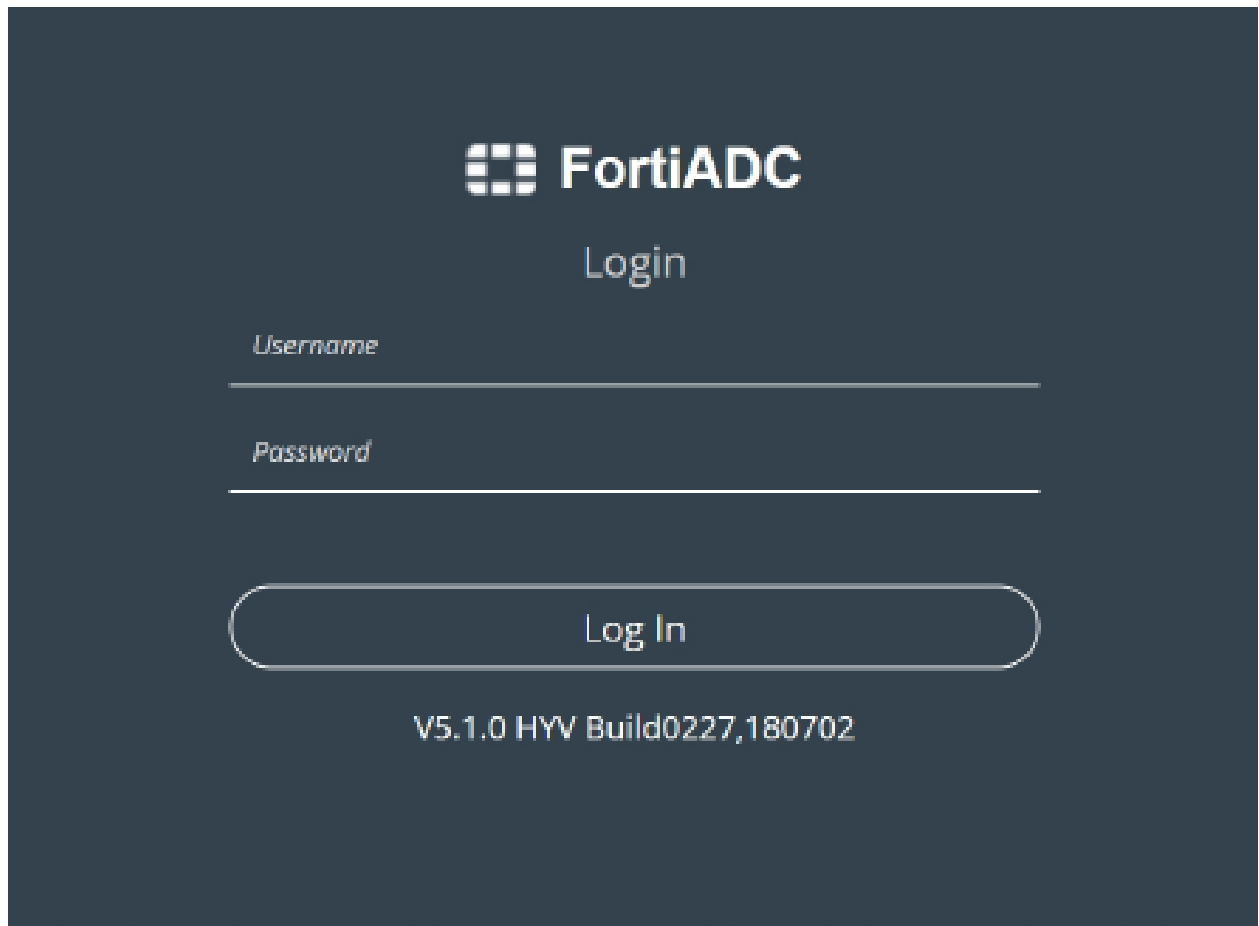 FortiADC
Login
Username
Password
Log In
V5.1.0 HYV Build0227,180702